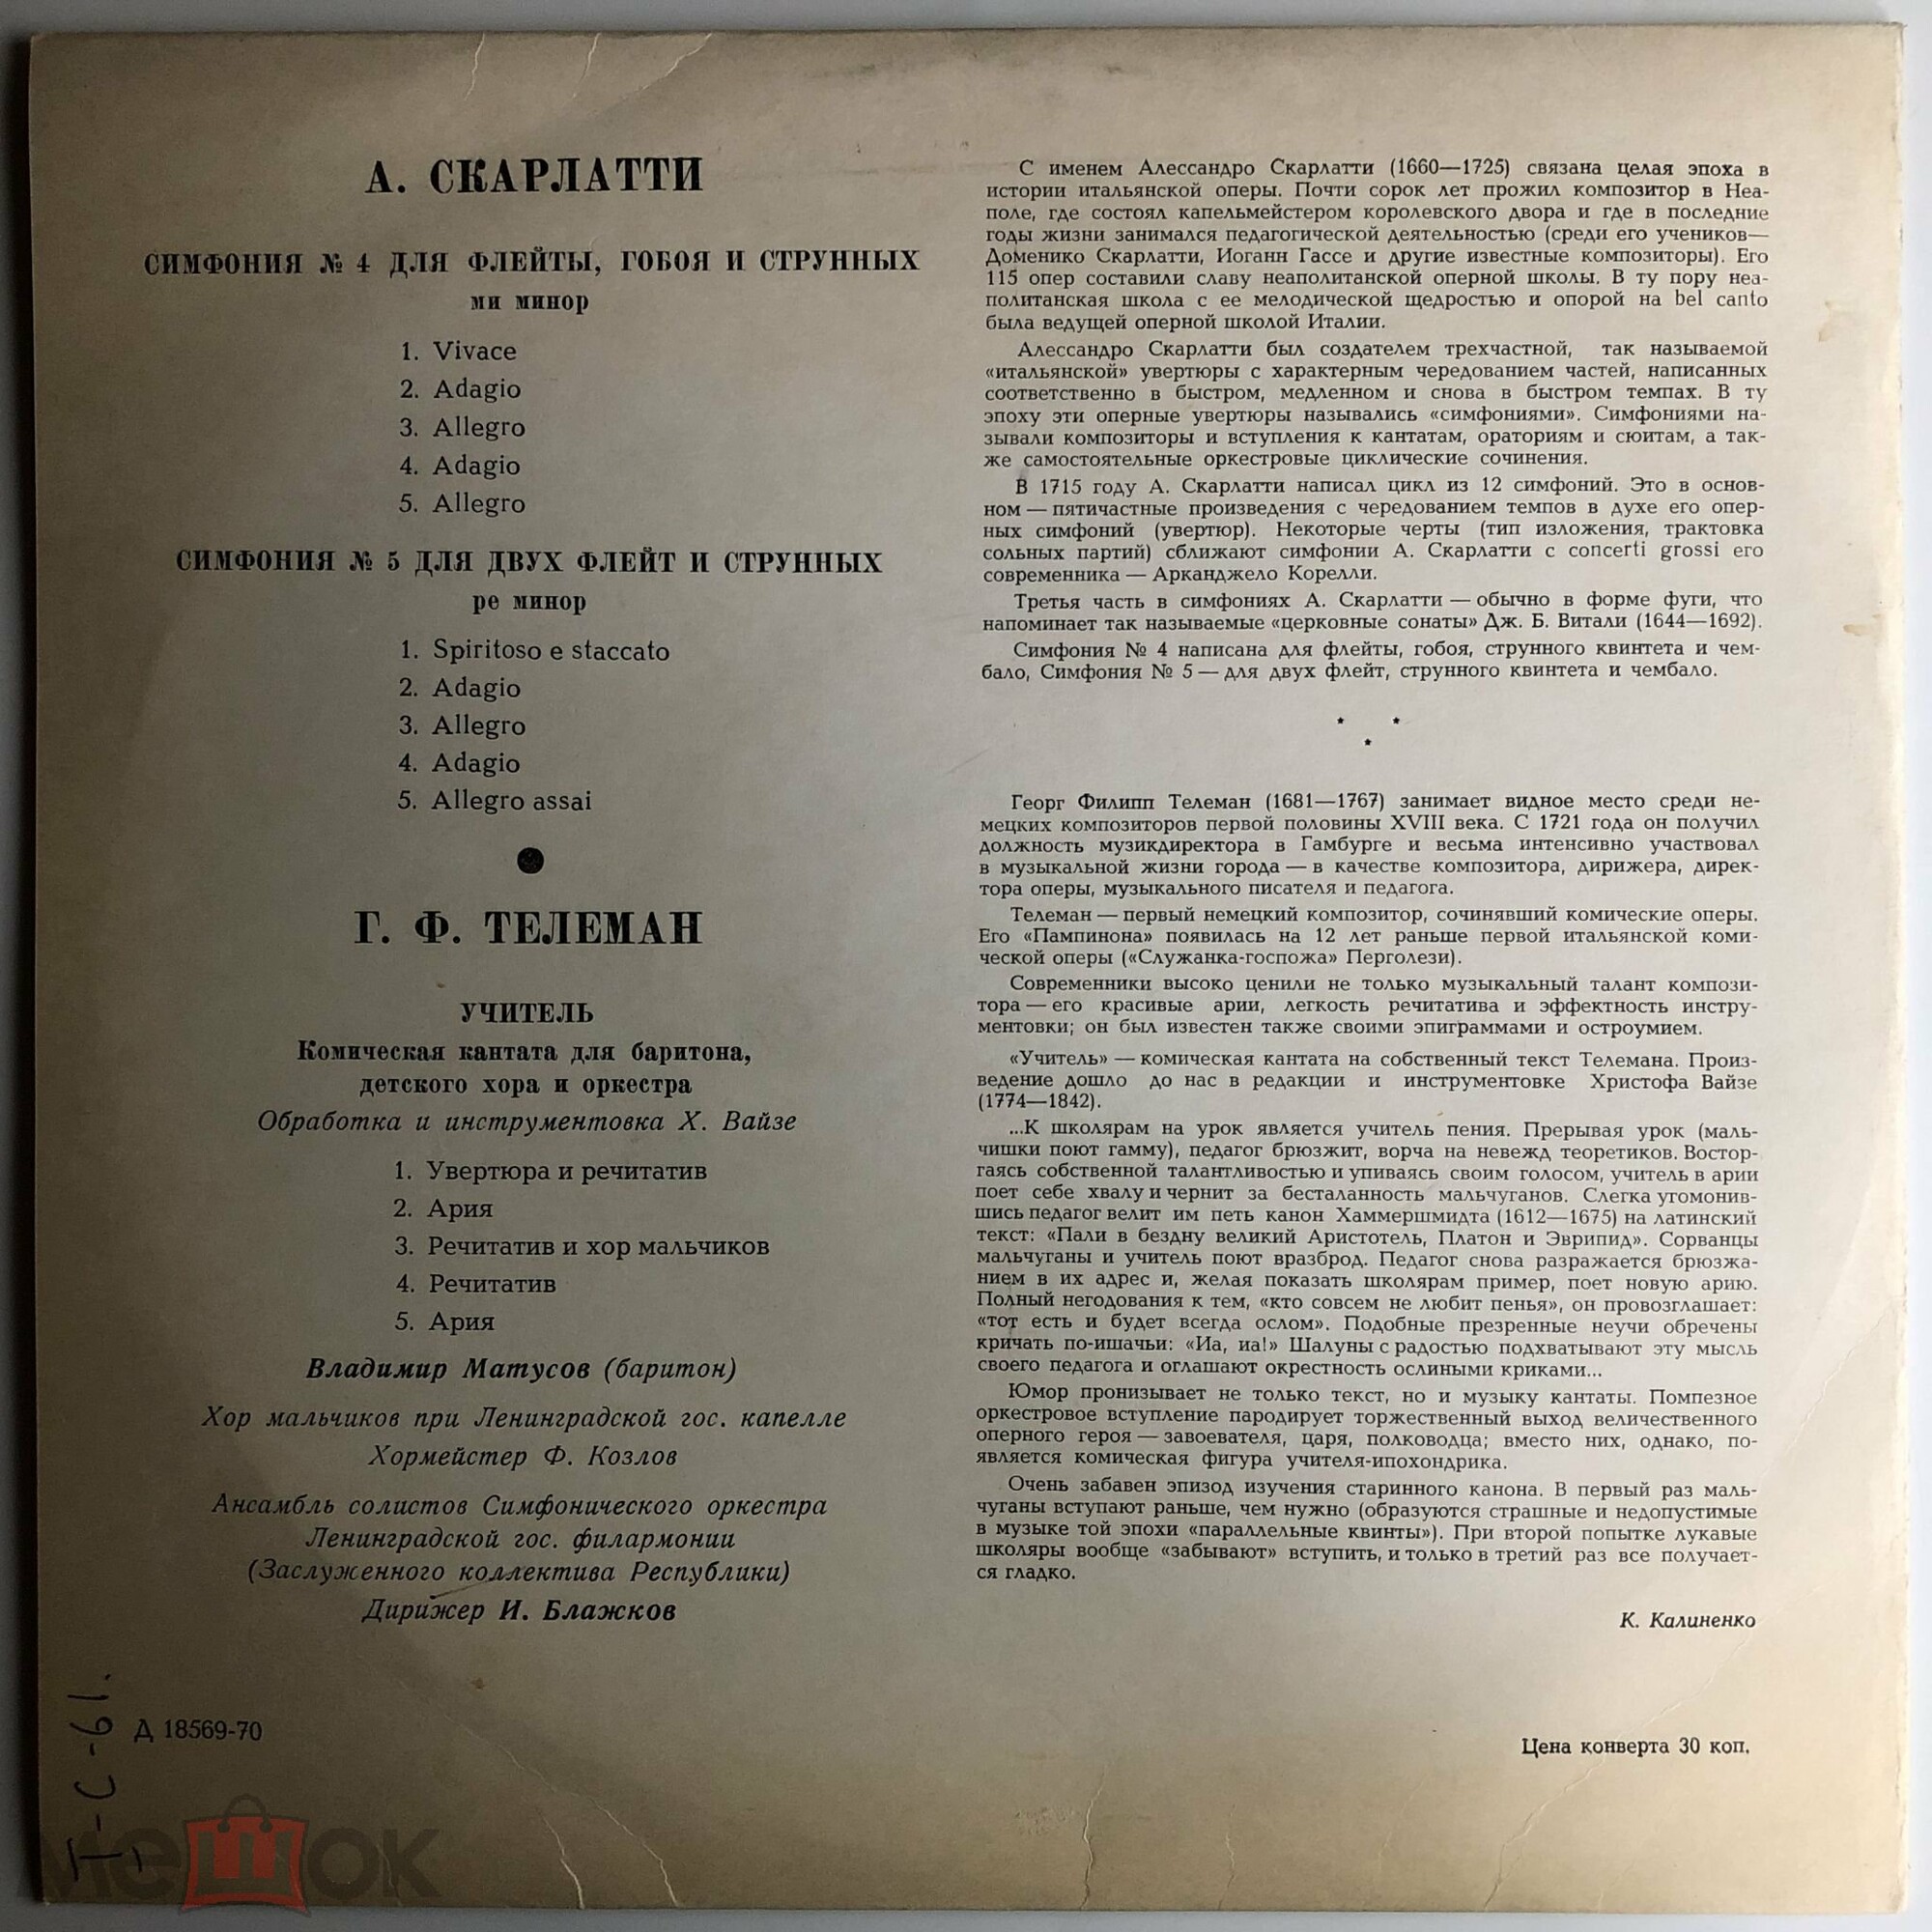 А. СКАРЛАТТИ
СИМФОНИЯ № 4 ДЛЯ ФЛЕЙТЫ, ГОБОЯ И СТРУННЫХ
ми минор
1. Vivace
2. Adagio
3. Allegro
4. Adagio
5. Allegro
СИМФОНИЯ № 5 ДЛЯ ДВУХ ФЛЕЙТ И СТРУННЫХ
ре минор
1. Spiritoso e staccato
2. Adagio
3. Allegro
4. Adagio
5. Allegro assai
Г. Ф. ТЕЛЕМАН
УЧИТЕЛЬ
Комическая кантата для баритона,
детского хора и оркестра
Обработка и инструментовка Х. Вайзе
1. Увертюра и речитатив
2. Ария
3. Речитатив и хор мальчиков
4. Речитатив
5. Ария
Владимир Матусов (баритон)
Хор мальчиков при Ленинградской гос. капелле
Хормейстер Ф. Козлов
Ансамбль солистов Симфонического оркестра
Ленинградской гос. филармонии
(Заслуженного коллектива Республики)
Дирижер И. Блажков
Д 18569-70
I-C-61.
мешок
С именем Алессандро Скарлатти (1660—1725) связана целая эпоха в
истории итальянской оперы. Почти сорок лет прожил композитор в Неа-
поле, где состоял капельмейстером королевского двора и где в последние
годы жизни занимался педагогической деятельностью (среди его учеников—
Доменико Скарлатти, Иоганн Гассе и другие известные композиторы). Его
115 опер составили славу неаполитанской оперной школы. В ту пору неа-
политанская школа с ее мелодической щедростью и опорой на bel canto
была ведущей оперной школой Италии.
Алессандро Скарлатти был создателем трехчастной, так называемой
«итальянской» увертюры с характерным чередованием частей, написанных
соответственно в быстром, медленном и снова в быстром темпах. В ту
эпоху эти оперные увертюры назывались «симфониями». Симфониями на-
зывали композиторы и вступления к кантатам, ораториям и сюитам, а так-
же самостоятельные оркестровые циклические сочинения.
В 1715 году А. Скарлатти написал цикл из 12 симфоний. Это в основ-
ном — пятичастные произведения с чередованием темпов в духе его опер-
ных симфоний (увертюр). Некоторые черты (тип изложения, трактовка
сольных партий) сближают симфонии А. Скарлатти с concerti grossi его
современника — Арканджело Корелли.
Третья часть в симфониях А. Скарлатти — обычно в форме фуги, что
напоминает так называемые «церковные сонаты» Дж. Б. Витали (1644—1692).
Симфония № 4 написана для флейты, гобоя, струнного квинтета и чем-
бало, Симфония № 5 — для двух флейт, струнного квинтета и чембало.
Георг Филипп Телеман (1681—1767) занимает видное место среди не-
мецких композиторов первой половины XVIII века. С 1721 года он получил
должность музикдиректора в Гамбурге и весьма интенсивно участвовал
в музыкальной жизни города — в качестве композитора, дирижера, дирек-
тора оперы, музыкального писателя и педагога.
Телеман — первый немецкий композитор, сочинявший комические оперы.
Его «Пампинона» появилась на 12 лет раньше первой итальянской коми-
ческой оперы («Служанка-госпожа» Перголези).
Современники высоко ценили не только музыкальный талант компози-
тора — его красивые арии, легкость речитатива и эффектность инстру-
ментовки; он был известен также своими эпиграммами и остроумием.
«Учитель» — комическая кантата на собственный текст Телемана. Произ-
ведение дошло до нас в редакции и инструментовке Христофа Вайзе
(1774—1842).
...К школярам на урок является учитель пения. Прерывая урок (маль-
чишки поют гамму), педагог брюзжит, ворча на невежд теоретиков. Востор-
гаясь собственной талантливостью и упиваясь своим голосом, учитель в арии
поет себе хвалу и чернит за бесталанность мальчуганов. Слегка угомонив-
шись педагог велит им петь канон Хаммершмидта (1612—1675) на латинский
текст: «Пали в бездну великий Аристотель, Платон и Эврипид». Сорванцы
мальчуганы и учитель поют вразброд. Педагог снова разражается брюзжа-
нием в их адрес и, желая показать школярам пример, поет новую арию.
Полный негодования к тем, «кто совсем не любит пенья», он провозглашает:
«тот есть и будет всегда ослом». Подобные презренные неучи обречены
кричать по-ишачьи: «Иа, иа!» Шалуны с радостью подхватывают эту мысль
своего педагога и оглашают окрестность ослиными криками...
Юмор пронизывает не только текст, но и музыку кантаты. Помпезное
оркестровое вступление пародирует торжественный выход величественного
оперного героя — завоевателя, царя, полководца; вместо них, однако, по-
является комическая фигура учителя-ипохондрика.
Очень забавен эпизод изучения старинного канона. В первый раз маль-
чуганы вступают раньше, чем нужно (образуются страшные и недопустимые
в музыке той эпохи «параллельные квинты»). При второй попытке лукавые
школяры вообще «забывают» вступить, и только в третий раз все получает-
ся гладко.
К. Калиненко
Цена конверта 30 коп.